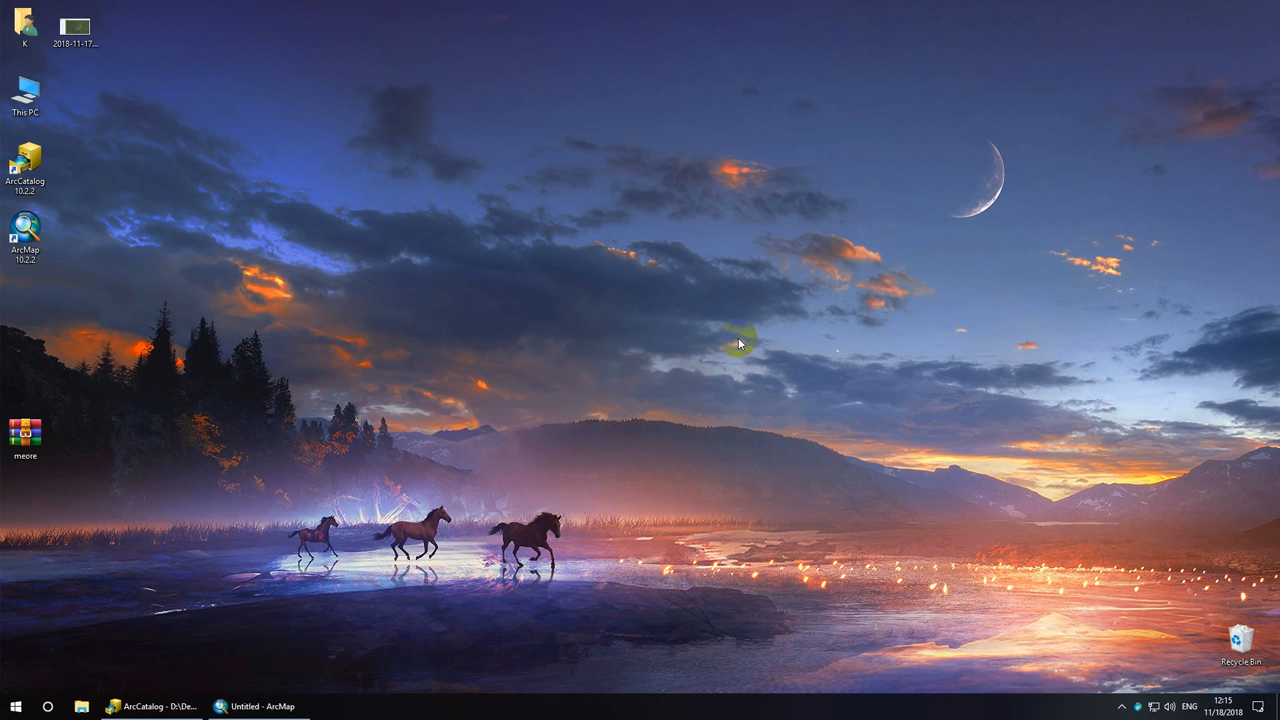 K
2018-11-17...
This PC
ArcCatalog
10.2.2
ArcMap
10.2.2
meore
Recycle Bin
ArcCatalog - D:\De...
Untitled - ArcMap
ENG
12:15
11/18/2018